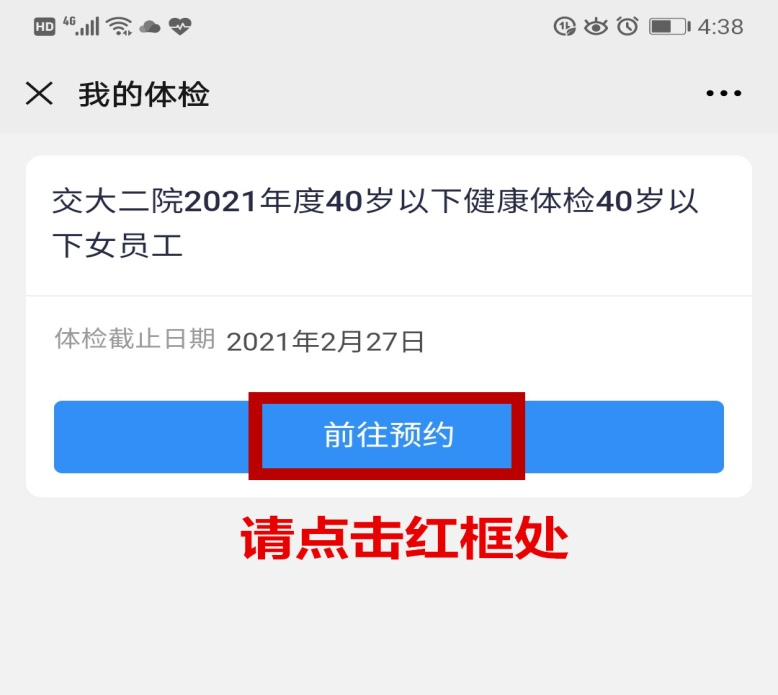 HD 4G 4:38
我的体检
交大二院2021年度40岁以下健康体检40岁以
下女员工
体检截止日期 2021年2月27日
前往预约
请点击红框处